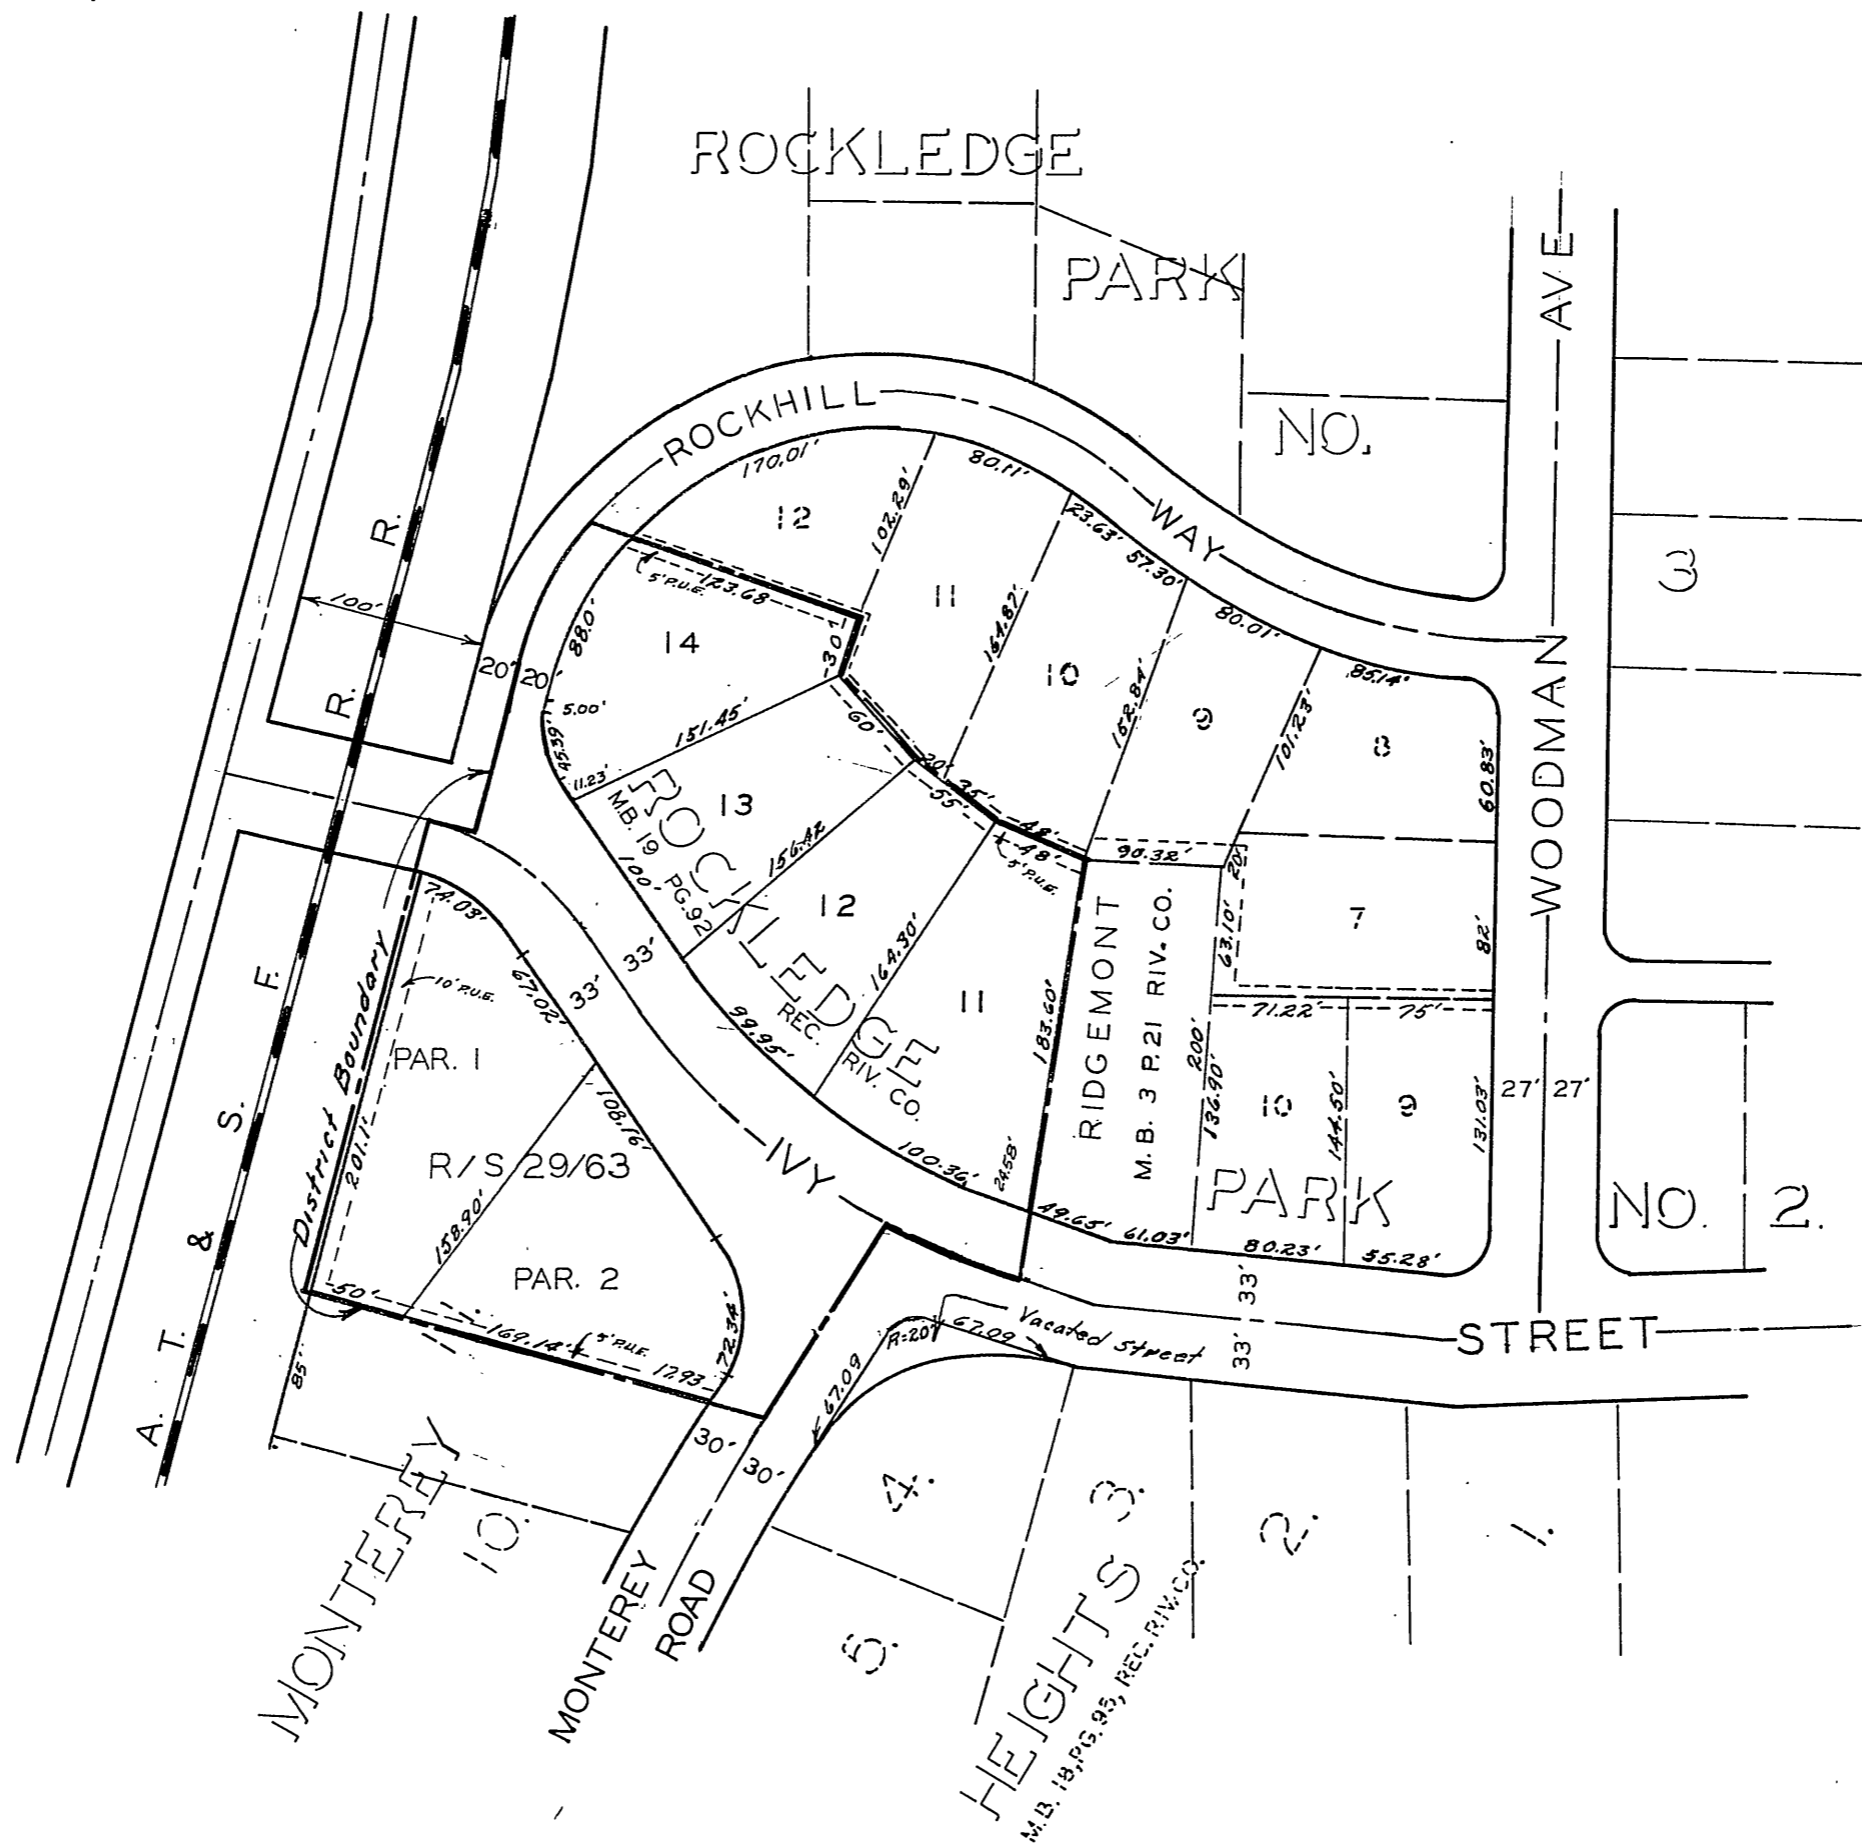 ROCKLEDGE
PARK
NO.
ROCKHILL
WAY
WOODMAN AVE
3
170.01'
12
102.29'
80.11'
23.63'
57.30'
80.01'
85.14'
5' P.U.E.
123.68
11
164.87'
10
152.84'
9
101.23'
8
60.83'
100'
20' 20'
88.0'
14
30'
5.00'
45.39'
11.23'
151.45'
60'
20'
35'
55'
48'
48'
5' P.U.E.
90.32'
20'
13
156.42
100'
ROCKLEDGE
M.B. 19 PG. 92
REC.
RIV. CO.
12
164.30'
11
183.60'
24.58'
99.95'
100.36'
RIDGEMONT
M. B. 3 P. 21 RIV. CO.
63.10'
200'
136.90'
7
82'
71.22'
75'
10
144.50'
9
131.03'
27' 27'
PARK
NO. 2.
49.65'
61.03'
80.23'
55.28'
33'
33'
33'
33'
IVY
STREET
74.03'
67.02'
10' P.U.E.
PAR. 1
108.16'
District Boundary
201.1'
R/S 29/63
158.90'
PAR. 2
50'
169.14'
5' P.U.E.
17.93
72.34'
85'
A. T. & S. F. R. R.
R=20'
67.09
67.09
Vacated Street
30'
30'
MONTEREY
ROAD
MONTEREY
HEIGHTS
M.B. 18, PG. 95, REC. RIV. CO.
10.
4.
5.
3.
2.
1.